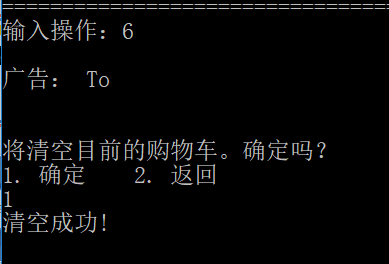 ================================
输入操作：6
广告： To
将清空目前的购物车。确定吗？
1. 确定    2. 返回
1
清空成功!